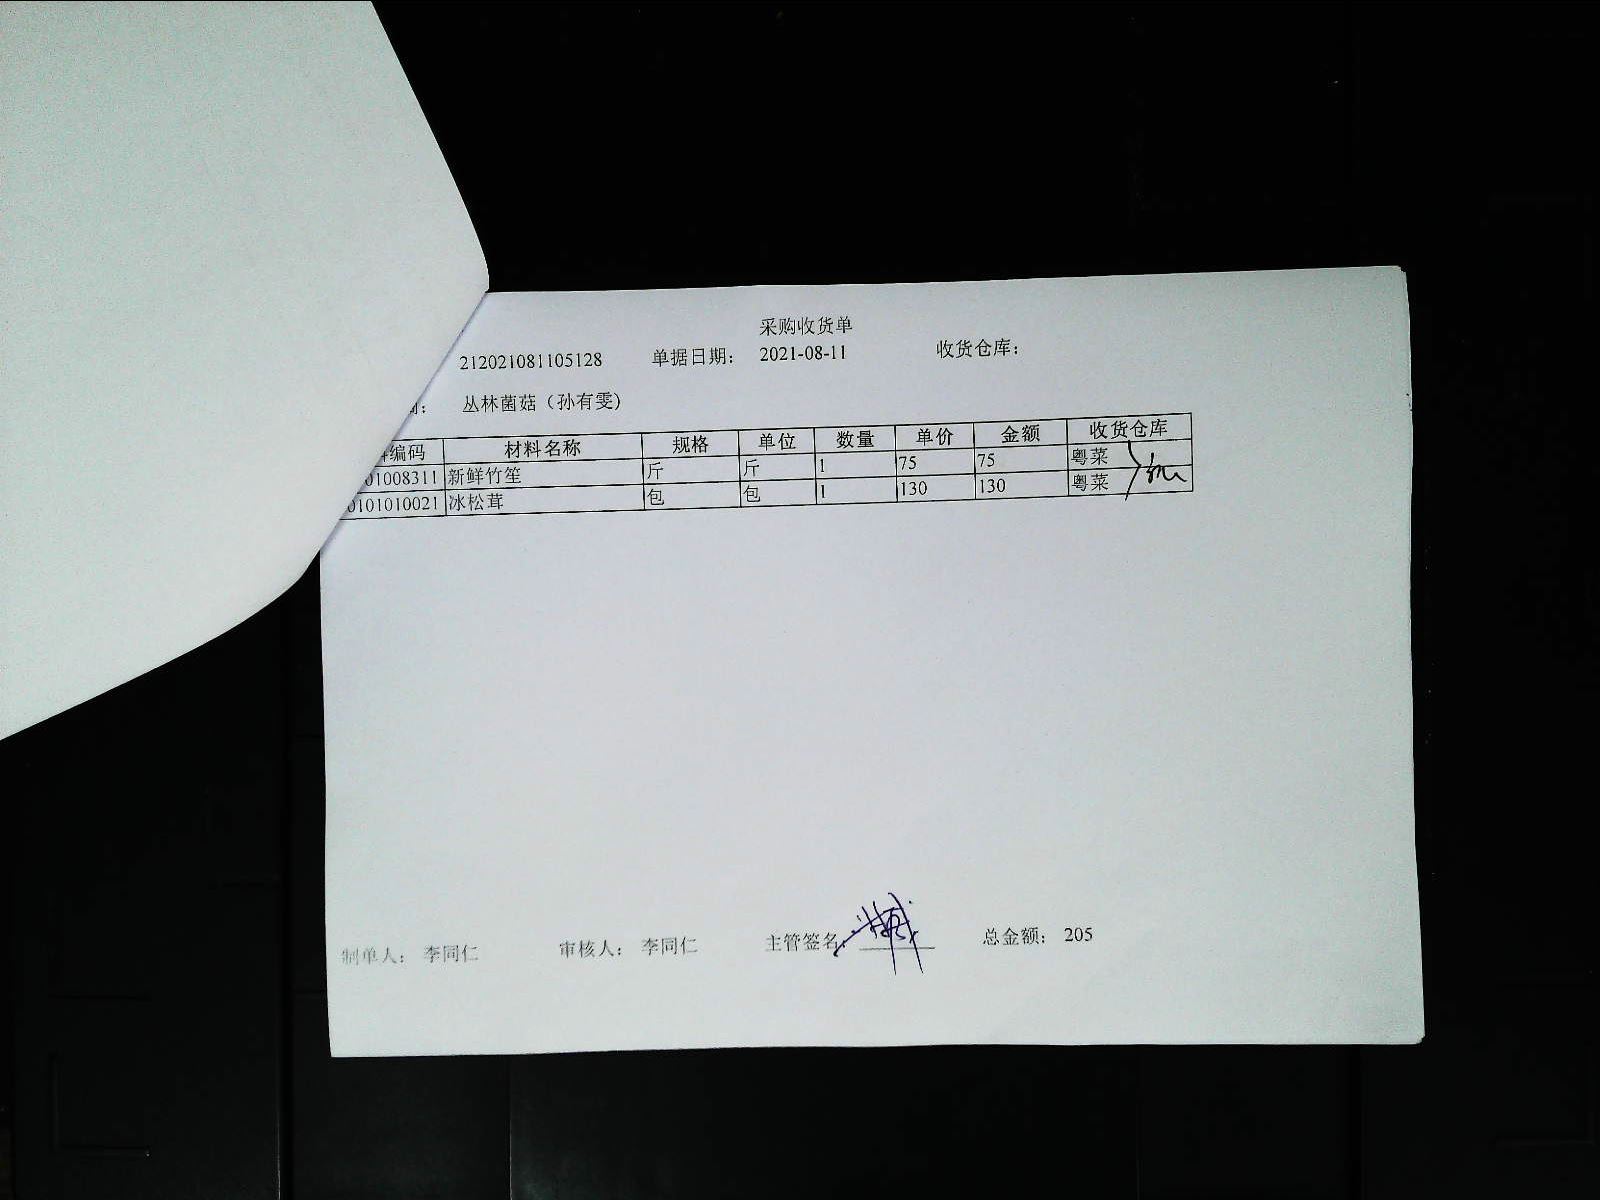 采购收货单
212021081105128 单据日期： 2021-08-11 收货仓库：
丛林菌菇（孙有雯）
编码 材料名称 规格 单位 数量 单价 金额 收货仓库
01008311 新鲜竹笙 斤 斤 1 75 75 粤菜
0101010021 冰松茸 包 包 1 130 130 粤菜
制单人： 李同仁 审核人： 李同仁 主管签名： 总金额： 205